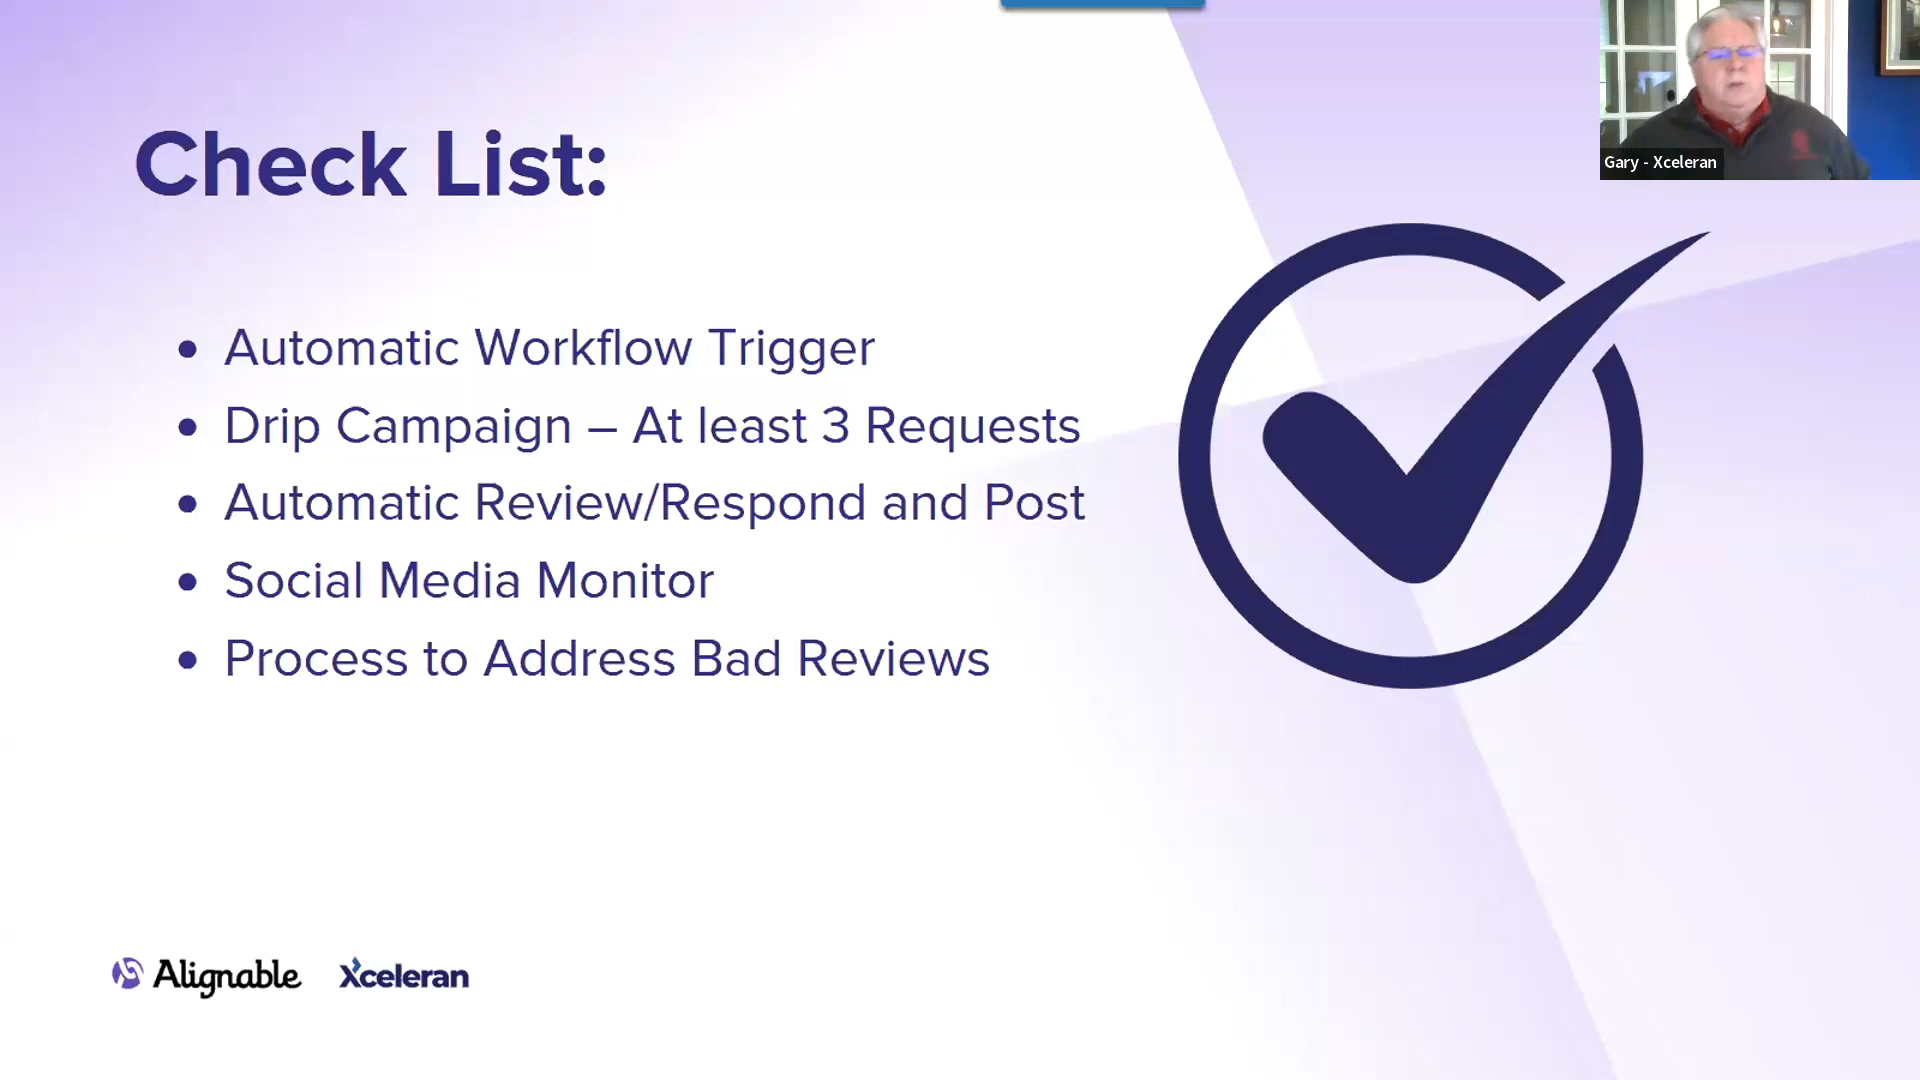 Gary - Xceleran
Check List:
• Automatic Workflow Trigger
• Drip Campaign – At least 3 Requests
• Automatic Review/Respond and Post
• Social Media Monitor
• Process to Address Bad Reviews
Alignable
Xceleran